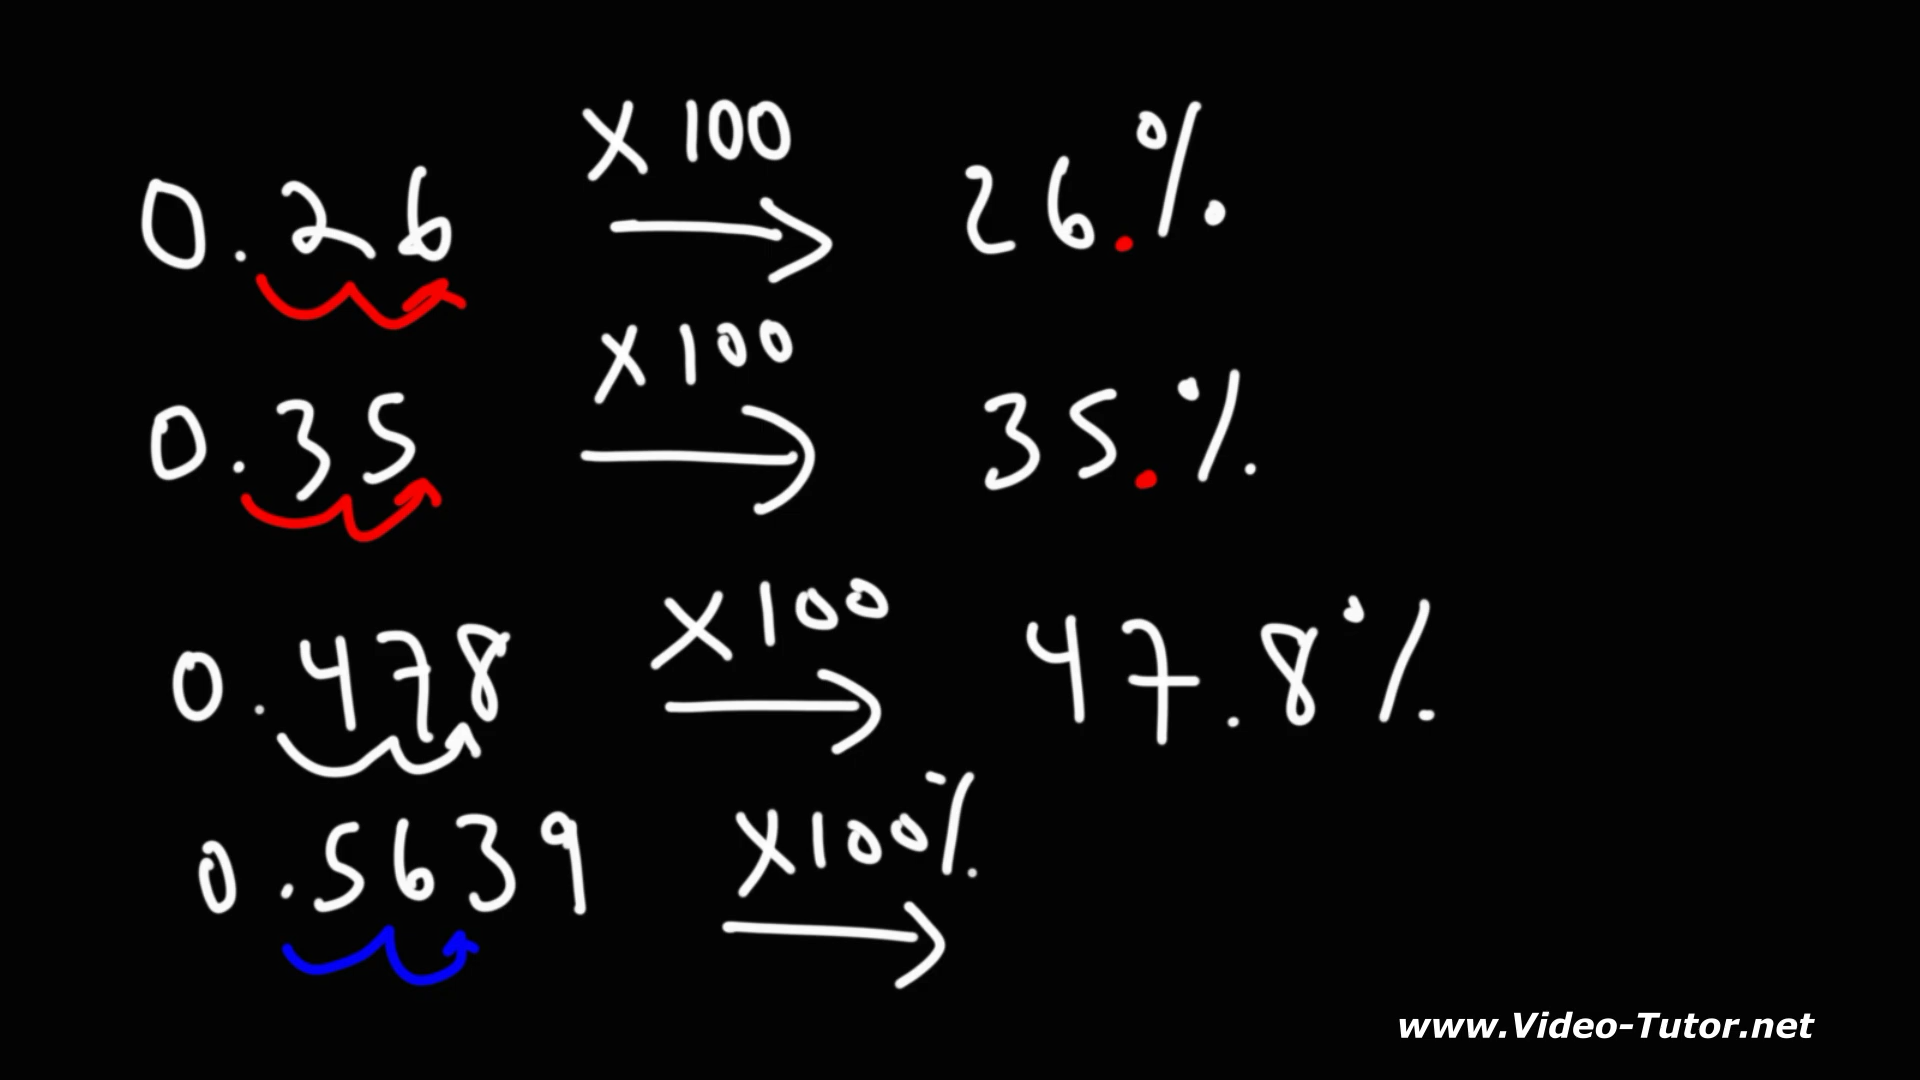 0.26 x 100 → 26.%
0.35 x 100 → 35.%
0.478 x 100 → 47.8%
0.5639 x 100% →
www.Video-Tutor.net